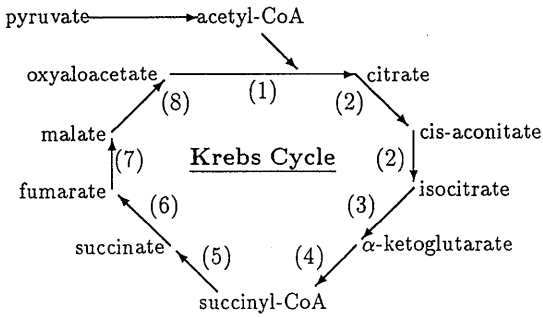 pyruvate acetyl-CoA
oxyaloacetate (1) citrate
(8) (2)
malate cis-aconitate
(7) Krebs Cycle (2)
fumarate isocitrate
(6) (3)
succinate (5) (4) α-ketoglutarate
succinyl-CoA